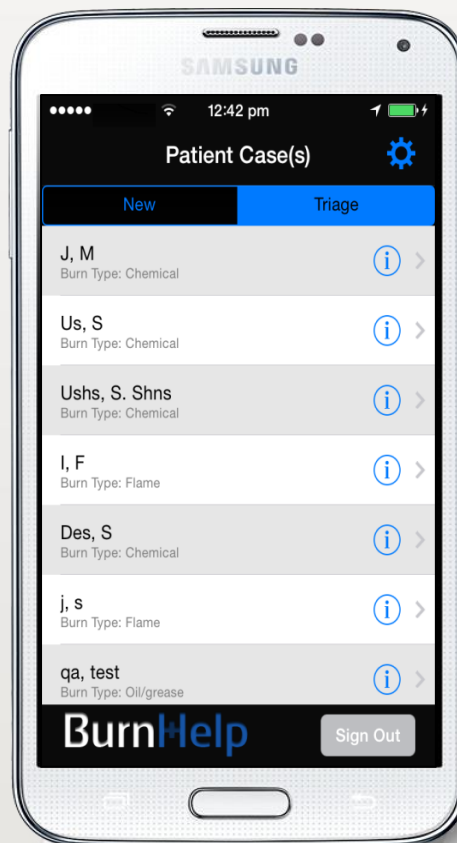 SAMSUNG
12:42 pm
Patient Case(s)
New Triage
J, M
Burn Type: Chemical
Us, S
Burn Type: Chemical
Ushs, S. Shns
Burn Type: Chemical
I, F
Burn Type: Flame
Des, S
Burn Type: Chemical
j, s
Burn Type: Flame
qa, test
Burn Type: Oil/grease
BurnHelp Sign Out